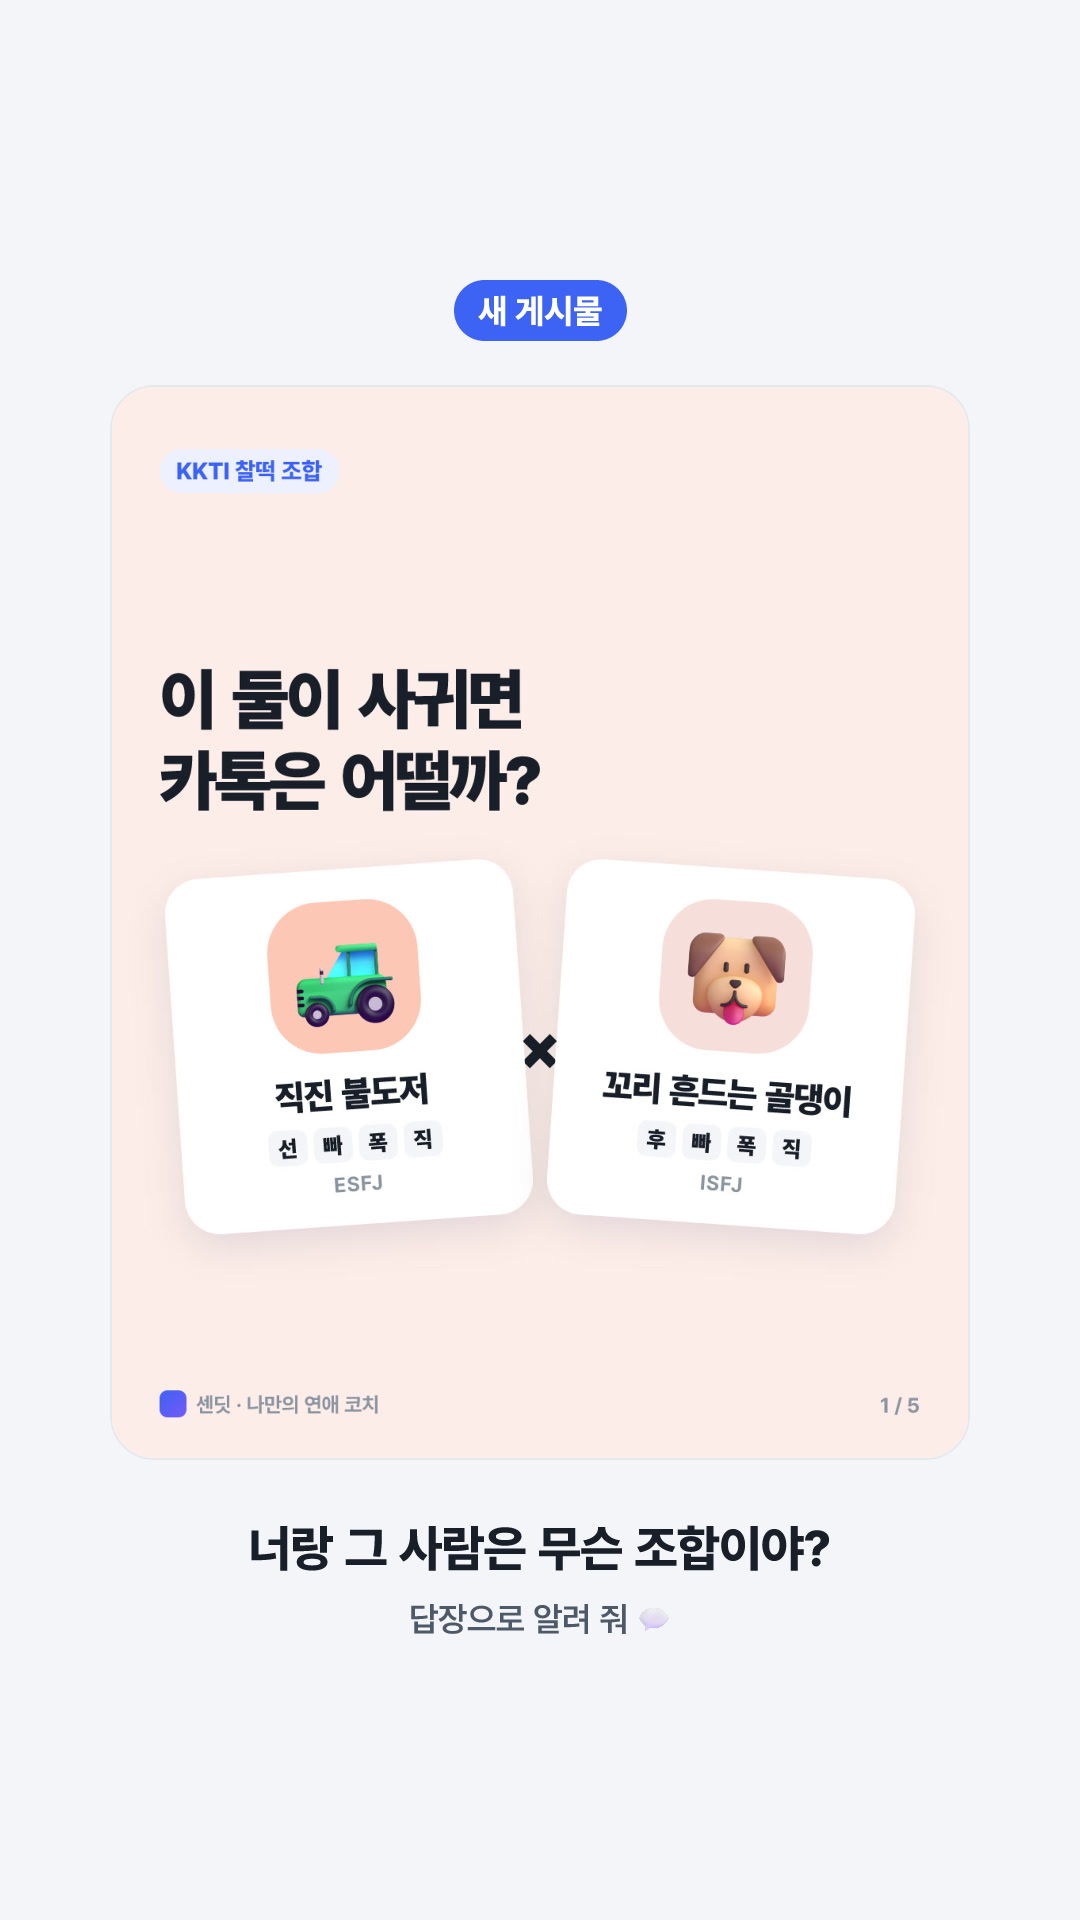 새 게시물
KKTI 찰떡 조합
이 둘이 사귀면
카톡은 어떨까?
직진 불도저
선 빠 폭 직
ESFJ
×
꼬리 흔드는 골댕이
후 빠 폭 직
ISFJ
센딧 · 나만의 연애 코치
1 / 5
너랑 그 사람은 무슨 조합이야?
답장으로 알려 줘